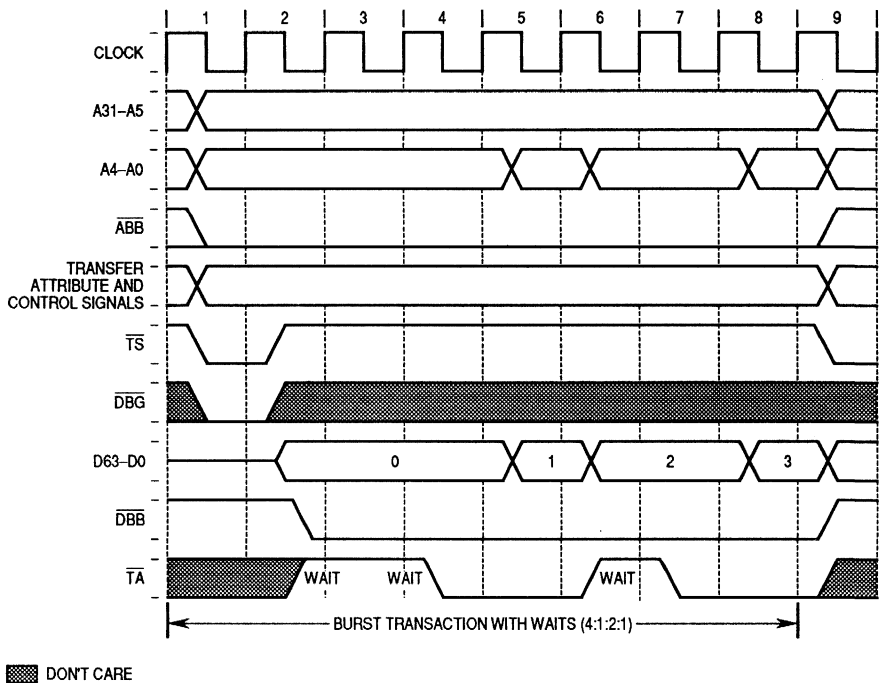 1 2 3 4 5 6 7 8 9
CLOCK
A31–A5
A4–A0
ABB
TRANSFER
ATTRIBUTE AND
CONTROL SIGNALS
TS
DBG
D63–D0
0 1 2 3
DBB
TA
WAIT WAIT WAIT
BURST TRANSACTION WITH WAITS (4:1:2:1)
DON'T CARE